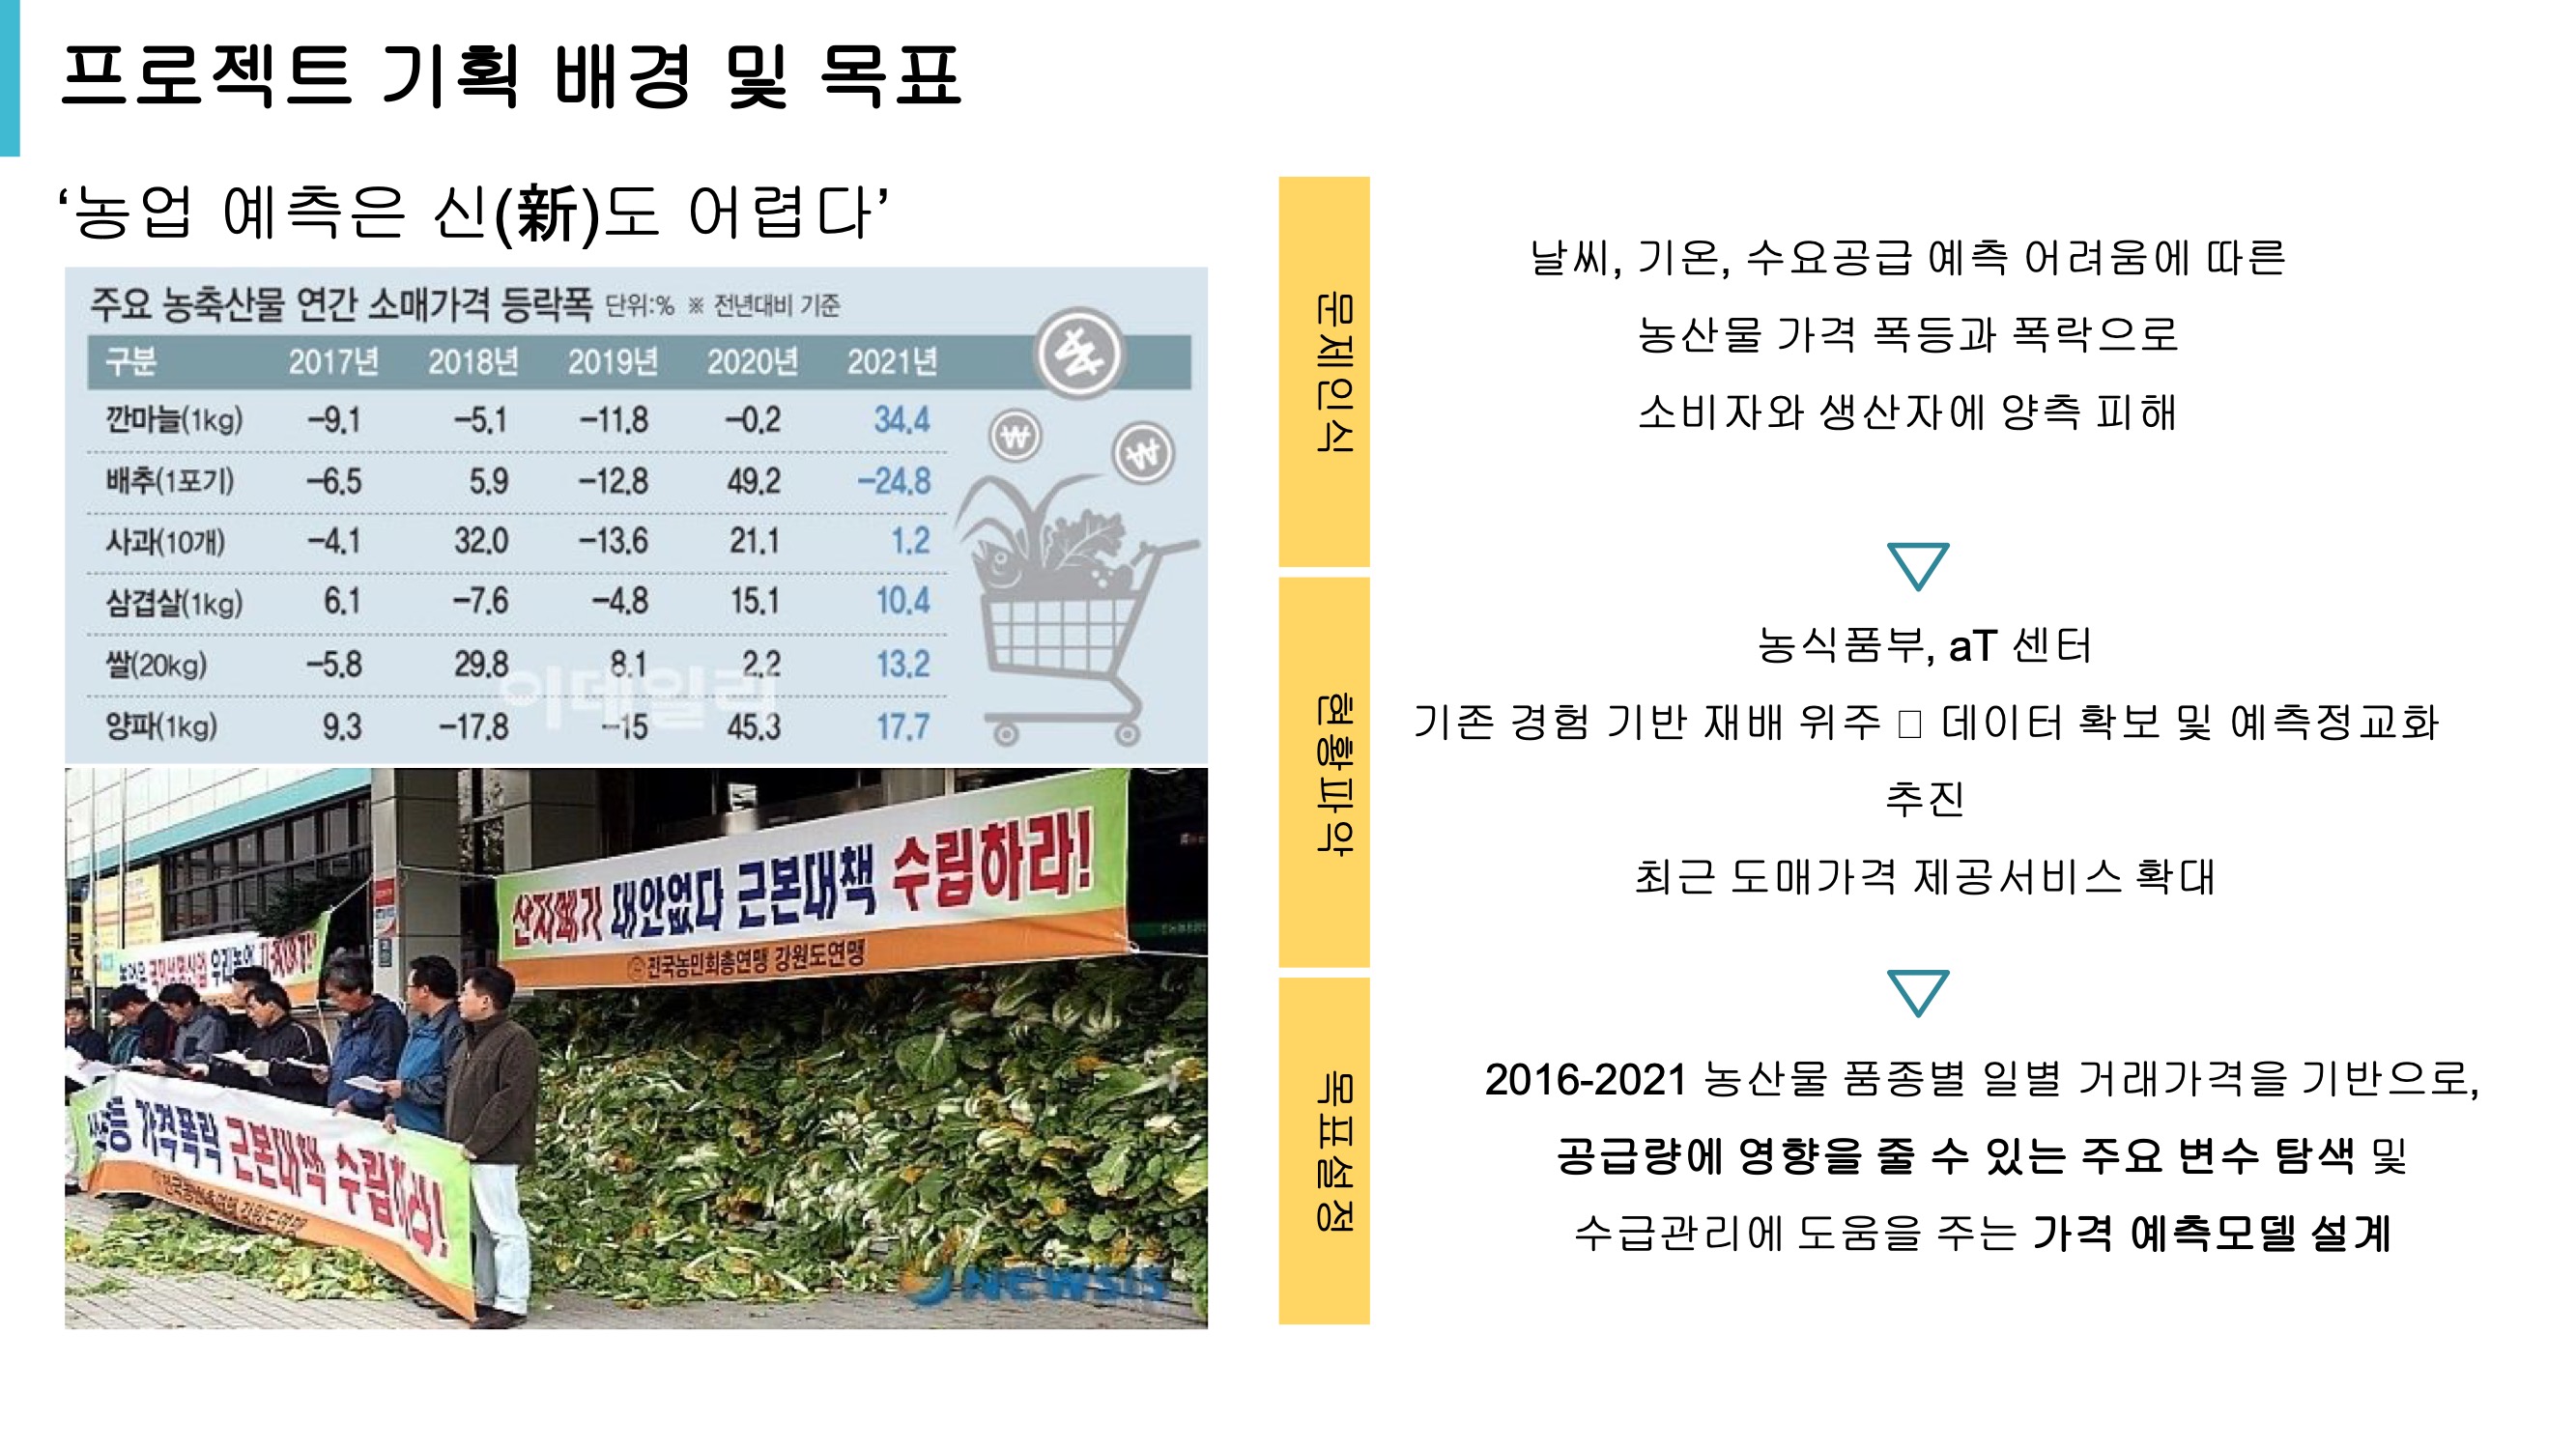 프로젝트 기획 배경 및 목표
‘농업 예측은 신(新)도 어렵다’
주요 농축산물 연간 소매가격 등락폭 단위:% ※ 전년대비 기준
구분 2017년 2018년 2019년 2020년 2021년
깐마늘(1kg) −9.1 −5.1 −11.8 −0.2 34.4
배추(1포기) −6.5 5.9 −12.8 49.2 −24.8
사과(10개) −4.1 32.0 −13.6 21.1 1.2
삼겹살(1kg) 6.1 −7.6 −4.8 15.1 10.4
쌀(20kg) −5.8 29.8 8.1 2.2 13.2
양파(1kg) 9.3 −17.8 −15 45.3 17.7
이데일리
산지폐기 대안없다 근본대책 수립하라!
전국농민회총연맹 강원도연맹
가격폭락 근본대책 수립하라!
NEWSIS
문제인식
날씨, 기온, 수요공급 예측 어려움에 따른
농산물 가격 폭등과 폭락으로
소비자와 생산자에 양측 피해
현황파악
농식품부, aT 센터
기존 경험 기반 재배 위주 □ 데이터 확보 및 예측정교화
추진
최근 도매가격 제공서비스 확대
목표설정
2016-2021 농산물 품종별 일별 거래가격을 기반으로,
공급량에 영향을 줄 수 있는 주요 변수 탐색 및
수급관리에 도움을 주는 가격 예측모델 설계